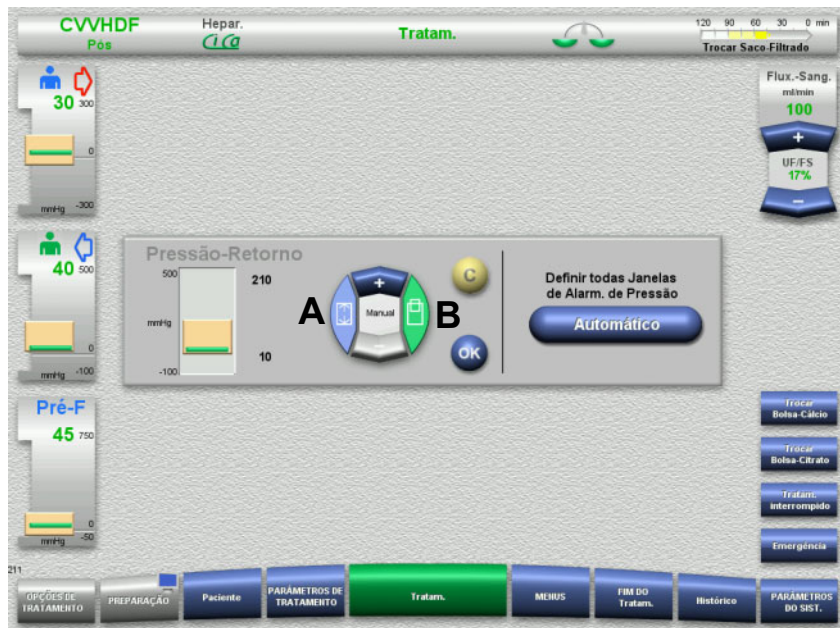 CVVHDF
Pós
Hepar.
Ci Ca
Tratam.
120 90 60 30 0 min
Trocar Saco-Filtrado
30 300
0
mmHg -300
40 500
0
mmHg -100
Pré-F
45 750
0
mmHg -50
Flux.-Sang.
ml/min
100
+
UF/FS
17%
−
Pressão-Retorno
500
210
mmHg
10
-100
A
+
Manual
−
B
C
OK
Definir todas Janelas
de Alarm. de Pressão
Automático
Trocar
Bolsa-Cálcio
Trocar
Bolsa-Citrato
Tratam.
interrompido
Emergência
211
OPÇÕES DE
TRATAMENTO
PREPARAÇÃO
Paciente
PARÂMETROS DE
TRATAMENTO
Tratam.
MENUS
FIM DO
Tratam.
Histórico
PARÂMETROS
DO SIST.